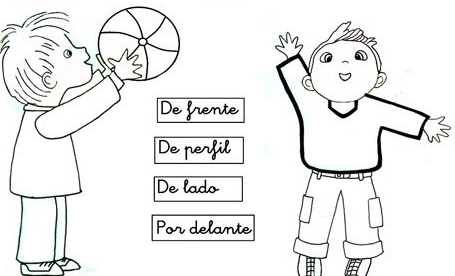 De frente
De perfil
De lado
Por delante